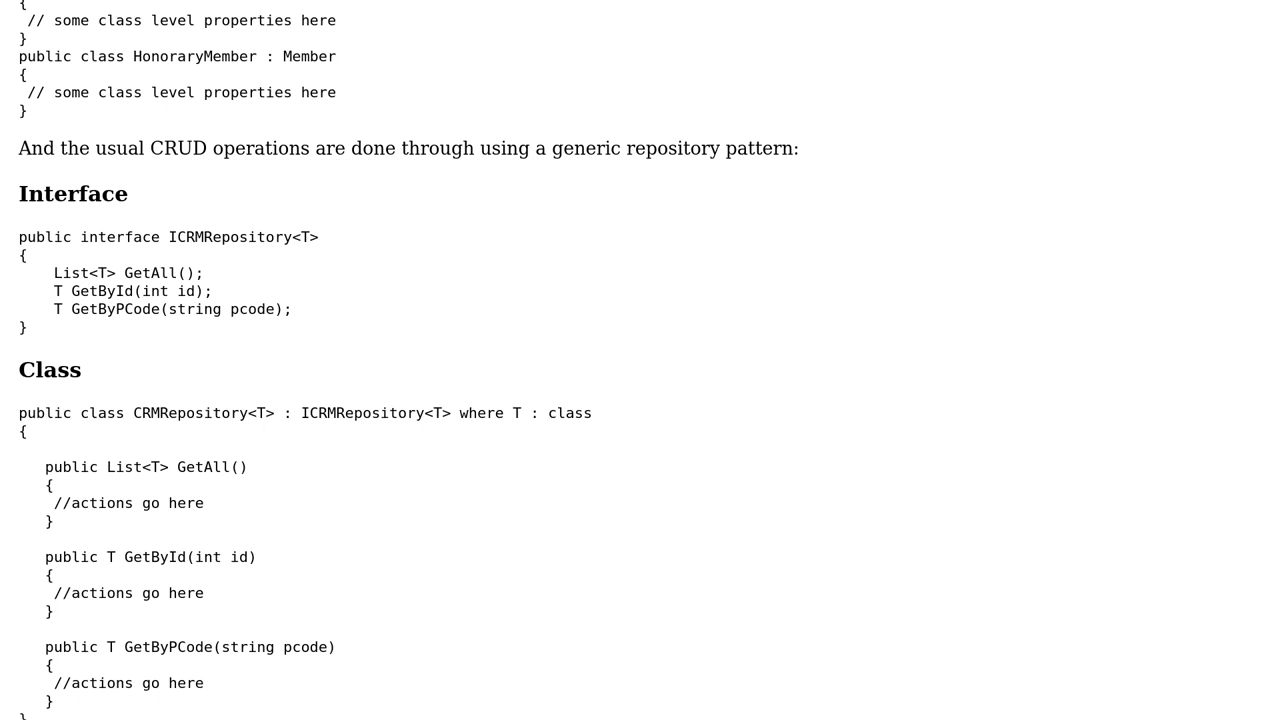 {
 // some class level properties here
}
public class HonoraryMember : Member
{
 // some class level properties here
}
And the usual CRUD operations are done through using a generic repository pattern:
Interface
public interface ICRMRepository<T>
{
    List<T> GetAll();
    T GetById(int id);
    T GetByPCode(string pcode);
}
Class
public class CRMRepository<T> : ICRMRepository<T> where T : class
{
   public List<T> GetAll()
   {
    //actions go here
   }
   public T GetById(int id)
   {
    //actions go here
   }
   public T GetByPCode(string pcode)
   {
    //actions go here
   }
}